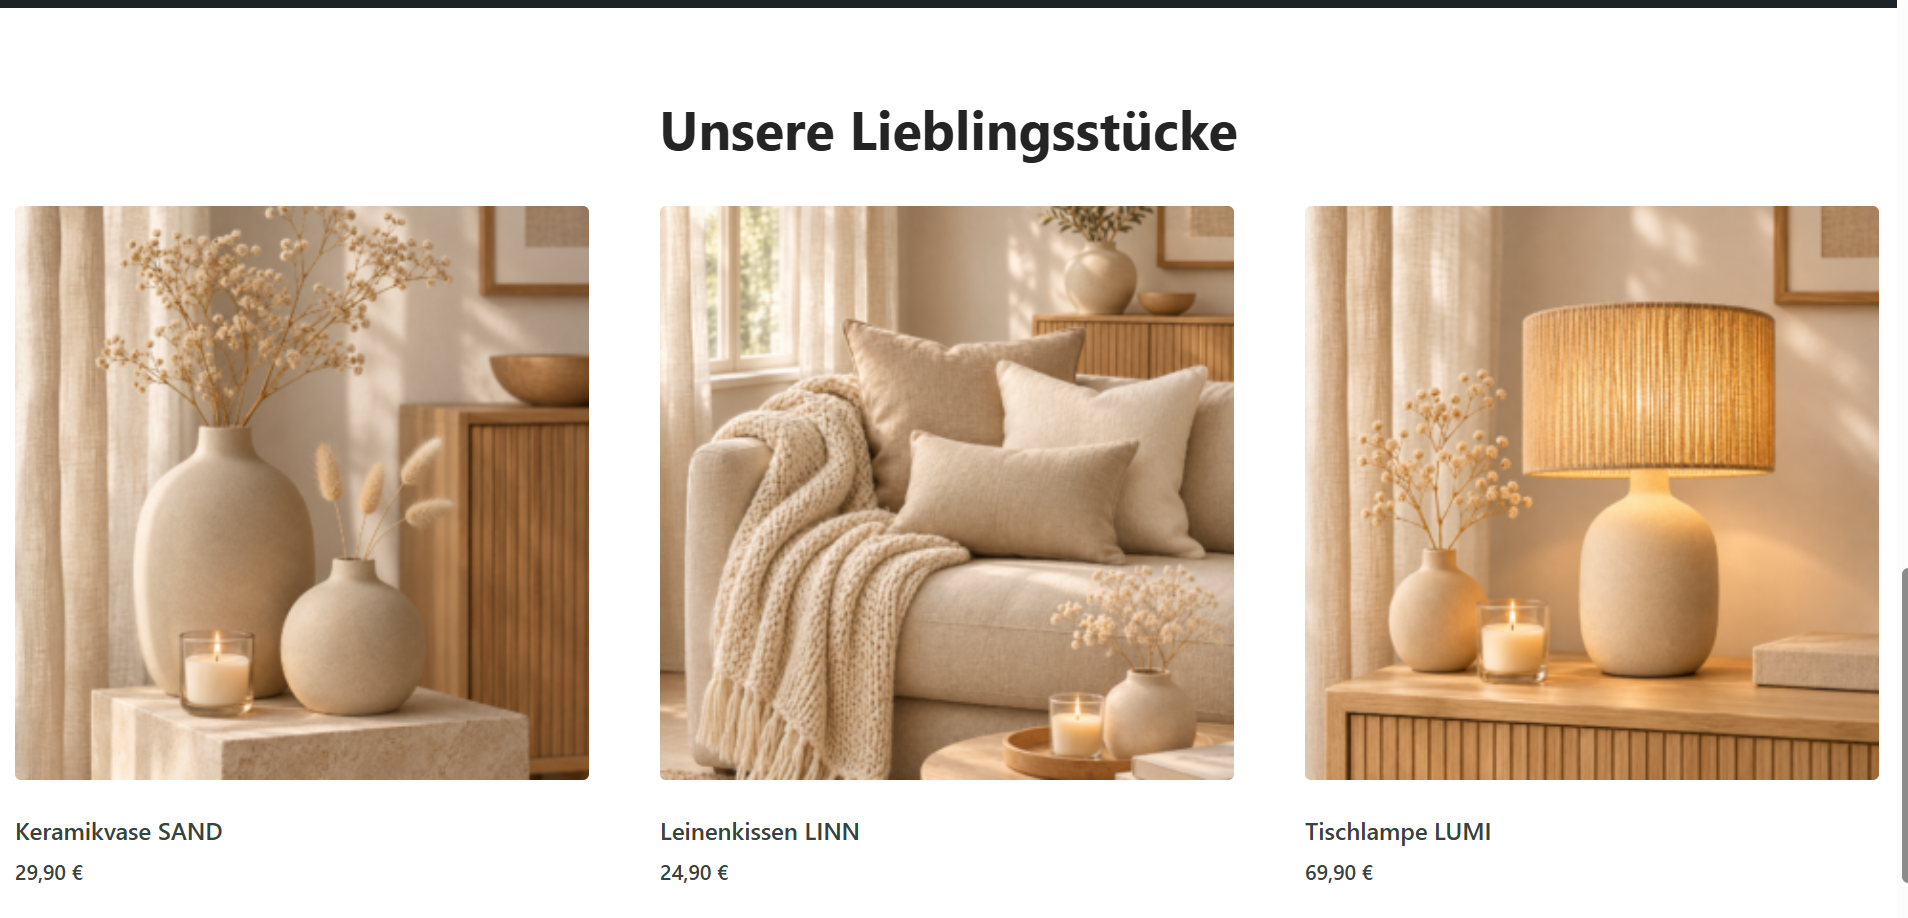 Unsere Lieblingsstücke
Keramikvase SAND
29,90 €
Leinenkissen LINN
24,90 €
Tischlampe LUMI
69,90 €